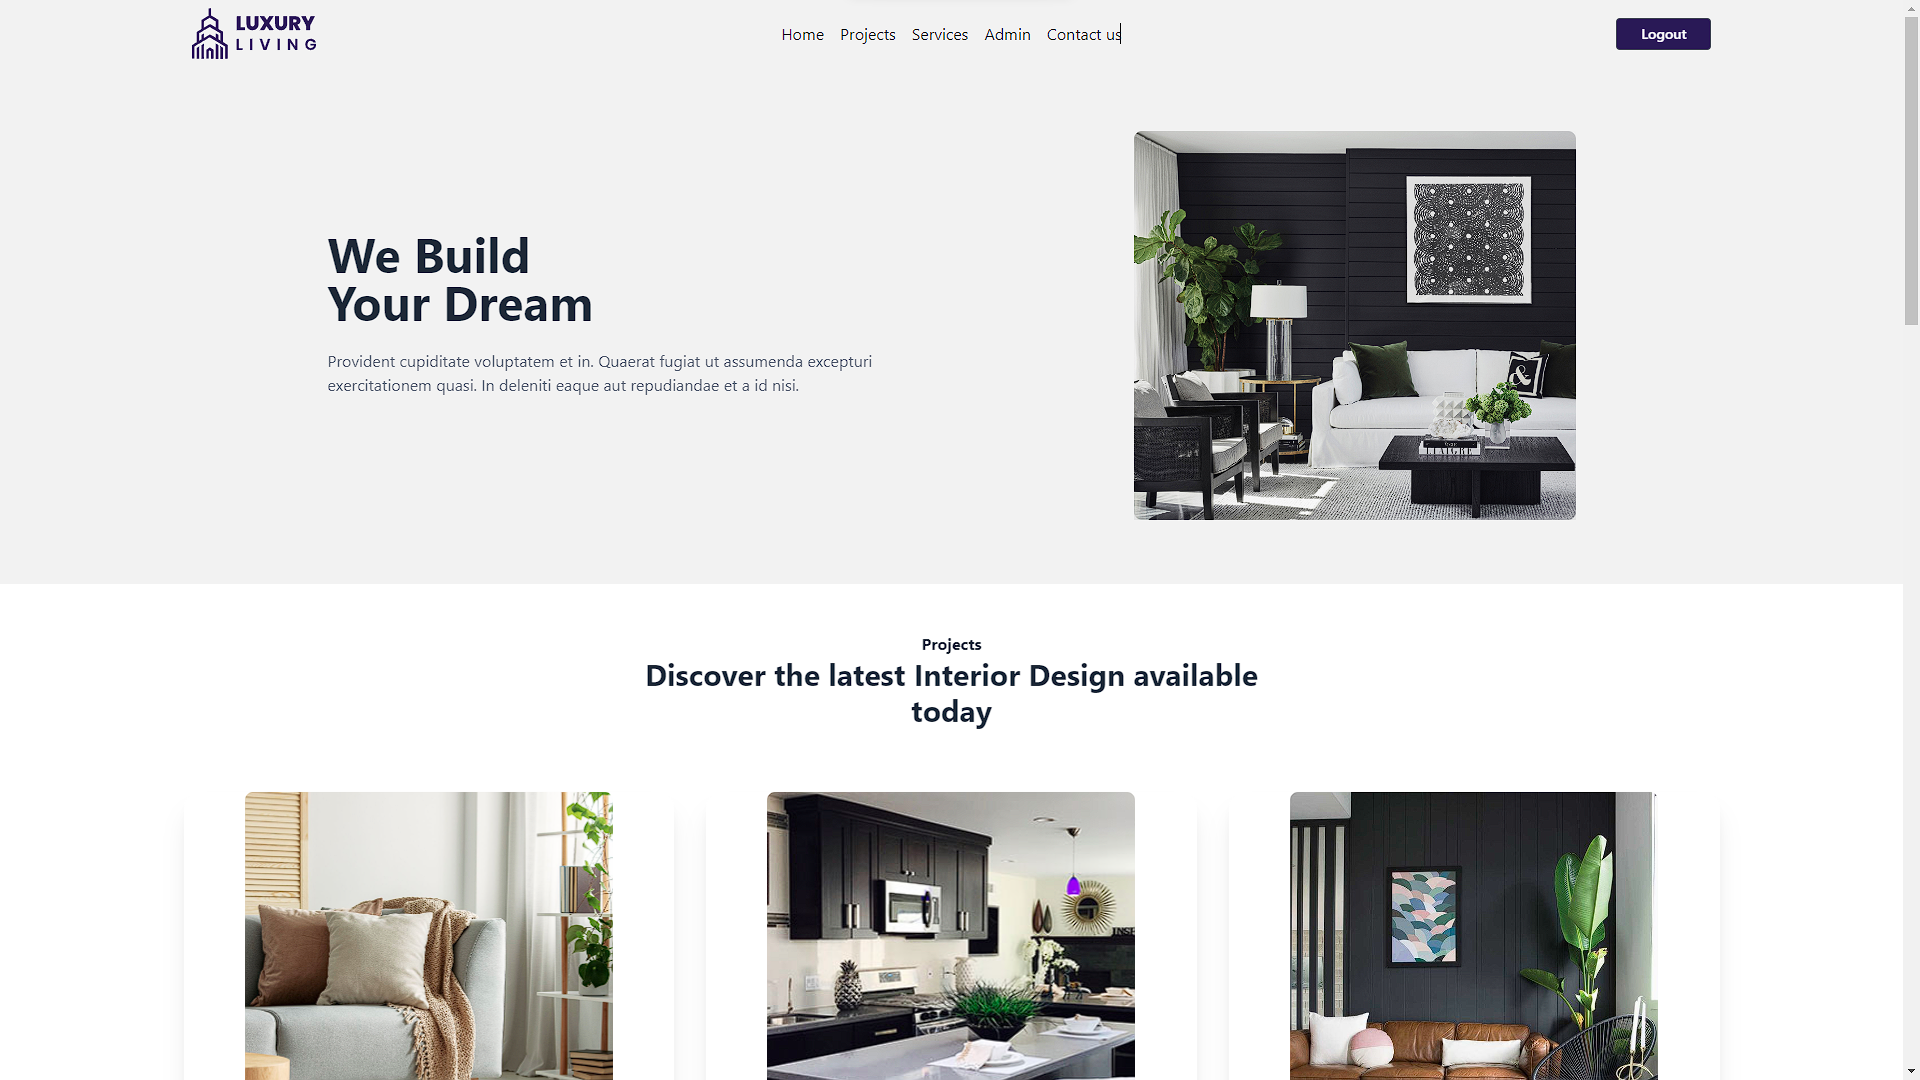 LUXURY
LIVING
Home Projects Services Admin Contact us
Logout
We Build
Your Dream
Provident cupiditate voluptatem et in. Quaerat fugiat ut assumenda excepturi
exercitationem quasi. In deleniti eaque aut repudiandae et a id nisi.
&
Projects
Discover the latest Interior Design available
today